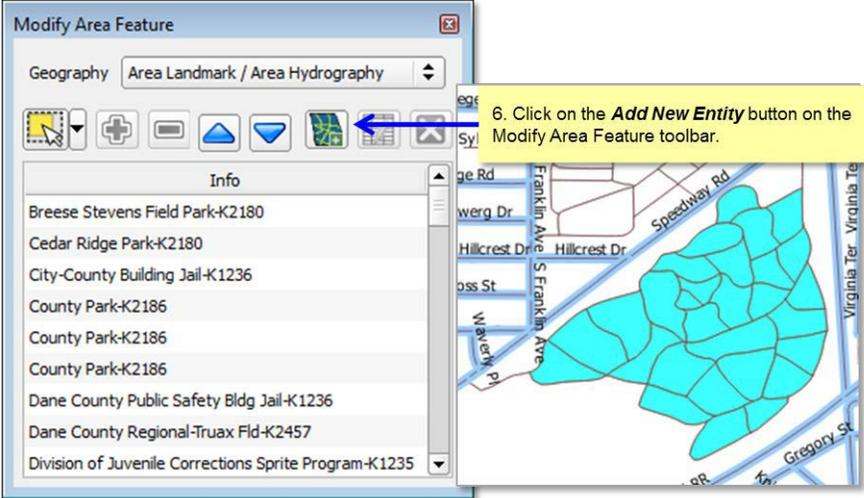 Modify Area Feature
Geography
Area Landmark / Area Hydrography
6. Click on the Add New Entity button on the
Modify Area Feature toolbar.
Info
Breese Stevens Field Park-K2180
Cedar Ridge Park-K2180
City-County Building Jail-K1236
County Park-K2186
County Park-K2186
County Park-K2186
Dane County Public Safety Bldg Jail-K1236
Dane County Regional-Truax Fld-K2457
Division of Juvenile Corrections Sprite Program-K1235
ege
Sy
ge Rd
werg Dr
Hillcrest Dr
Hillcrest Dr
oss St
Waverly Pl
Franklin Ave
S Franklin Ave
Speedway Rd
Virginia Ter
Virginia Te
Gregory St
RR